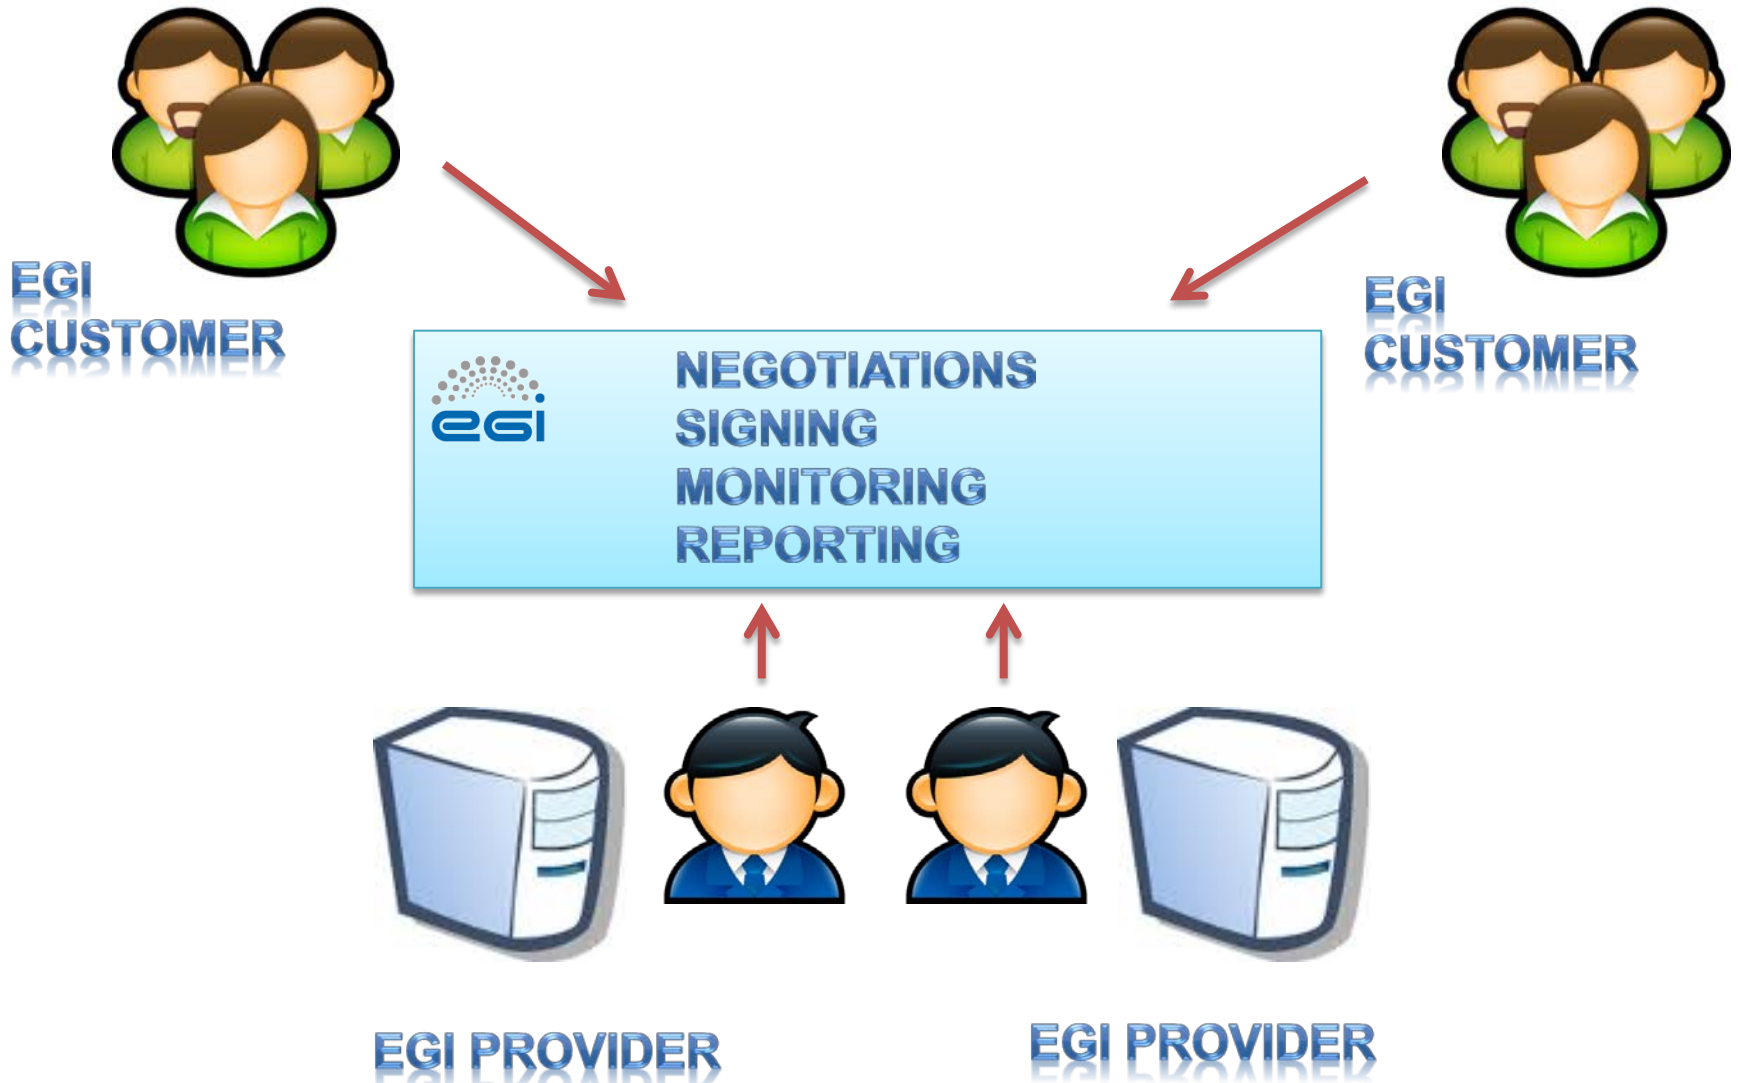 EGI
CUSTOMER
EGI
CUSTOMER
egi
NEGOTIATIONS
SIGNING
MONITORING
REPORTING
EGI PROVIDER
EGI PROVIDER